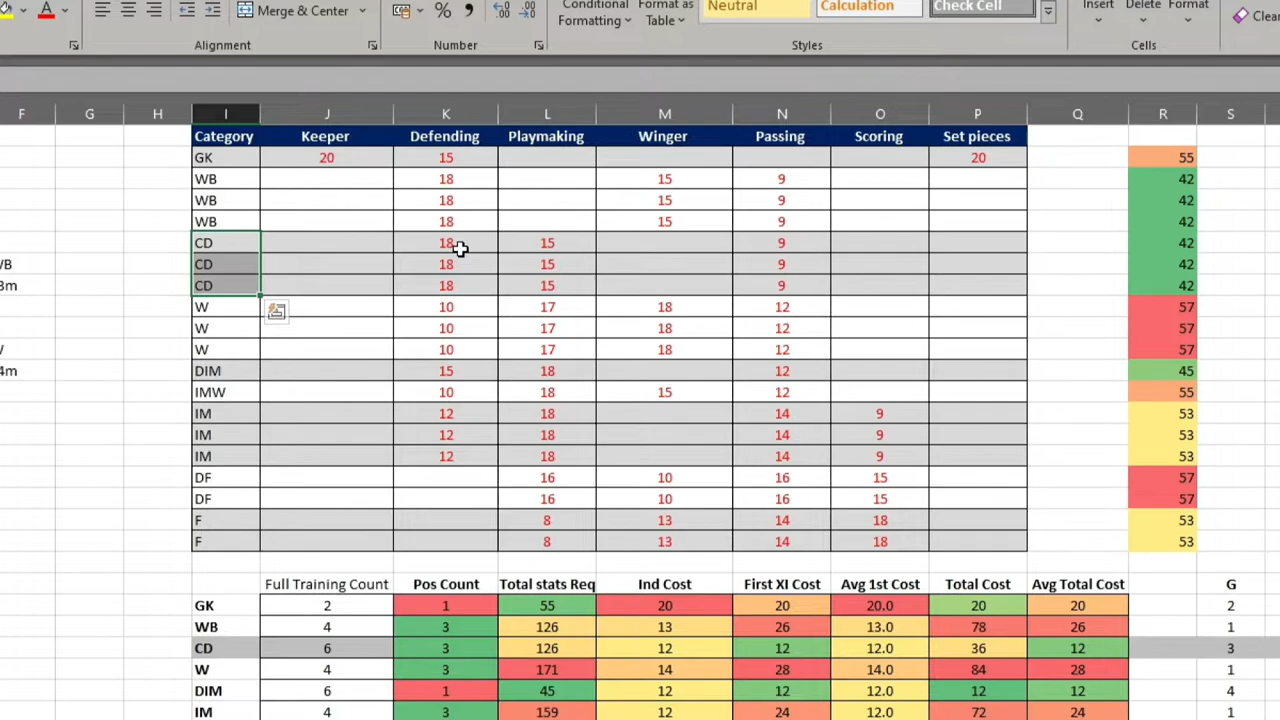 Conditional Format as Neutral Calculation Check Cell Insert Delete Format
Merge & Center % Formatting Table Clear
Alignment Number Styles Cells
F G H I J K L M N O P Q R S
Category Keeper Defending Playmaking Winger Passing Scoring Set pieces
GK 20 15 20 55
WB 18 15 9 42
WB 18 15 9 42
WB 18 15 9 42
CD 18 15 9 42
CD 18 15 9 42
CD 18 15 9 42
W 10 17 18 12 57
W 10 17 18 12 57
W 10 17 18 12 57
DIM 15 18 12 45
IMW 10 18 15 12 55
IM 12 18 14 9 53
IM 12 18 14 9 53
IM 12 18 14 9 53
DF 16 10 16 15 57
DF 16 10 16 15 57
F 8 13 14 18 53
F 8 13 14 18 53
Full Training Count Pos Count Total stats Req Ind Cost First XI Cost Avg 1st Cost Total Cost Avg Total Cost G
GK 2 1 55 20 20 20.0 20 20 2
WB 4 3 126 13 26 13.0 78 26 1
CD 6 3 126 12 12 12.0 36 12 3
W 4 3 171 14 28 14.0 84 28 1
DIM 6 1 45 12 12 12.0 12 12 4
IM 4 3 159 12 24 12.0 72 24 1